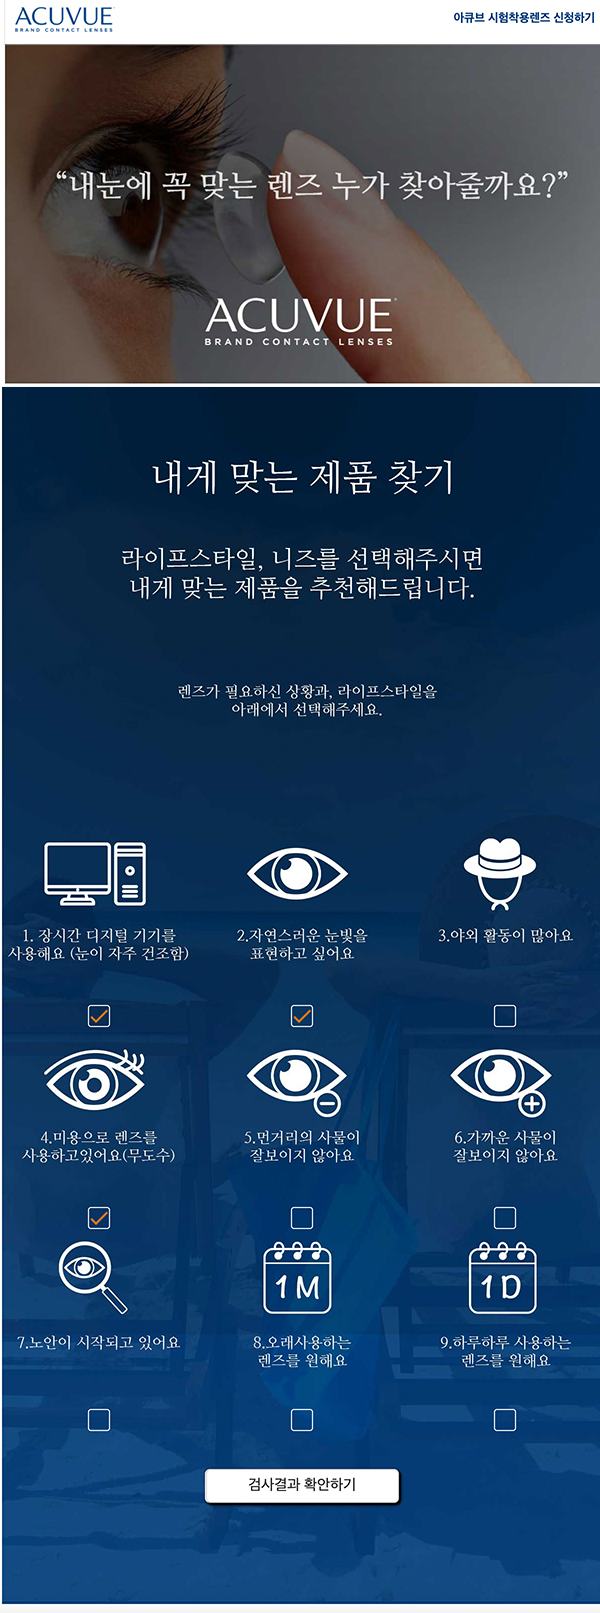 ACUVUE
BRAND CONTACT LENSES
아큐브 시험착용렌즈 신청하기
“내눈에 꼭 맞는 렌즈 누가 찾아줄까요?”
ACUVUE
BRAND CONTACT LENSES
내게 맞는 제품 찾기
라이프스타일, 니즈를 선택해주시면
내게 맞는 제품을 추천해드립니다.
렌즈가 필요하신 상황과, 라이프스타일을
아래에서 선택해주세요.
1. 장시간 디지털 기기를
사용해요 (눈이 자주 건조함)
2.자연스러운 눈빛을
표현하고 싶어요
3.야외 활동이 많아요
4.미용으로 렌즈를
사용하고있어요(무도수)
5.먼거리의 사물이
잘보이지 않아요
6.가까운 사물이
잘보이지 않아요
7.노안이 시작되고 있어요
1M
8.오래사용하는
렌즈를 원해요
1D
9.하루하루 사용하는
렌즈를 원해요
검사결과 확안하기